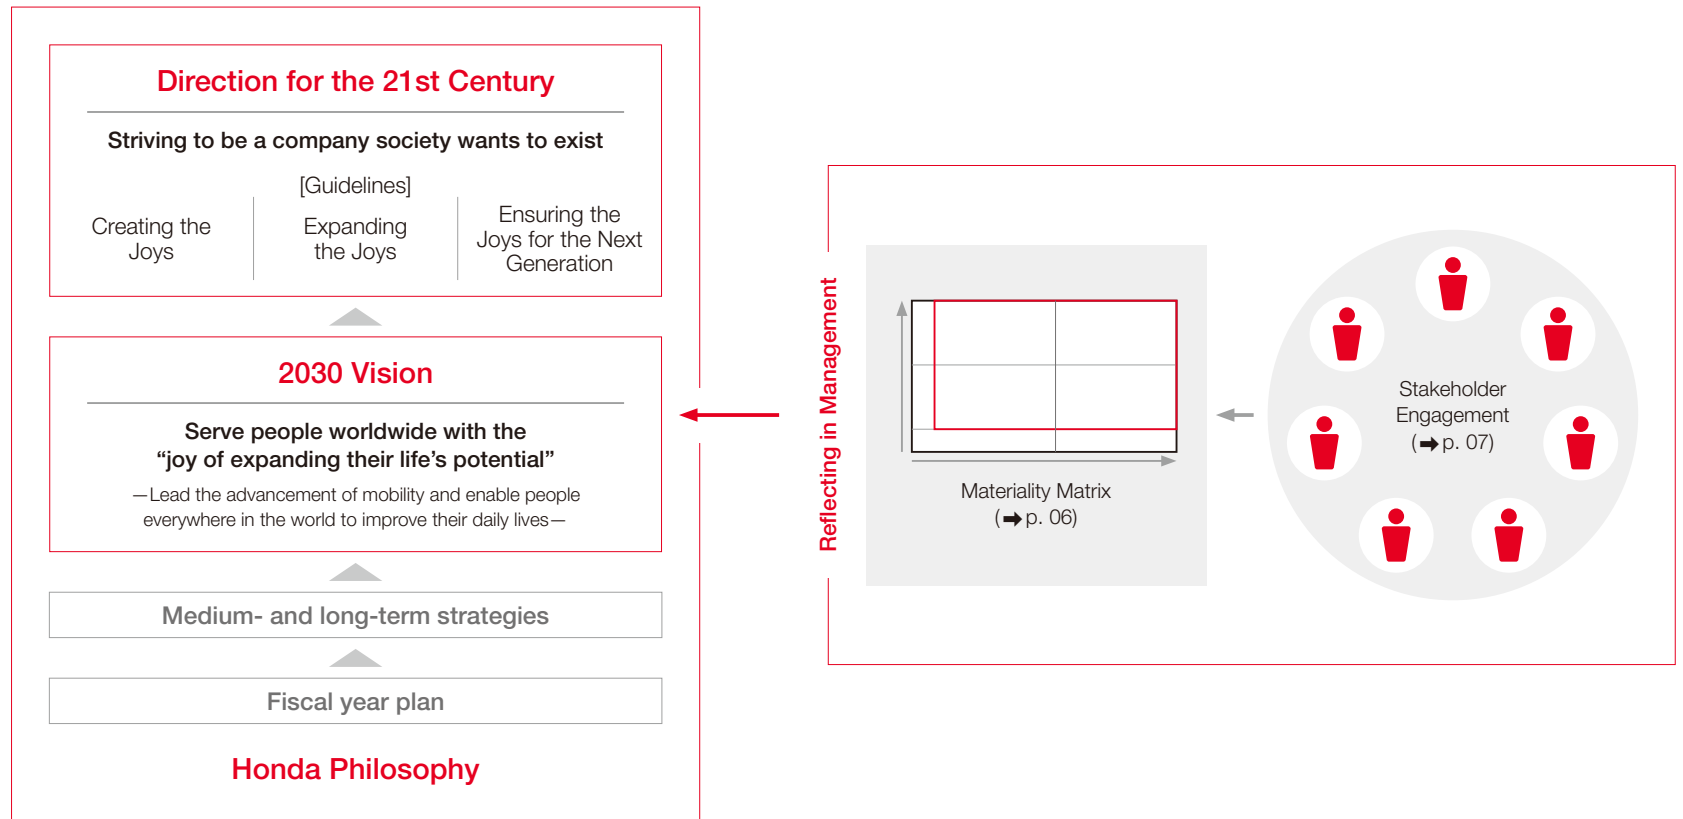 Direction for the 21st Century
Striving to be a company society wants to exist
[Guidelines]
Creating the
Joys
Expanding
the Joys
Ensuring the
Joys for the Next
Generation
2030 Vision
Serve people worldwide with the
“joy of expanding their life’s potential”
—Lead the advancement of mobility and enable people
everywhere in the world to improve their daily lives—
Medium- and long-term strategies
Fiscal year plan
Honda Philosophy
Reflecting in Management
Materiality Matrix
(➡p. 06)
Stakeholder
Engagement
(➡p. 07)